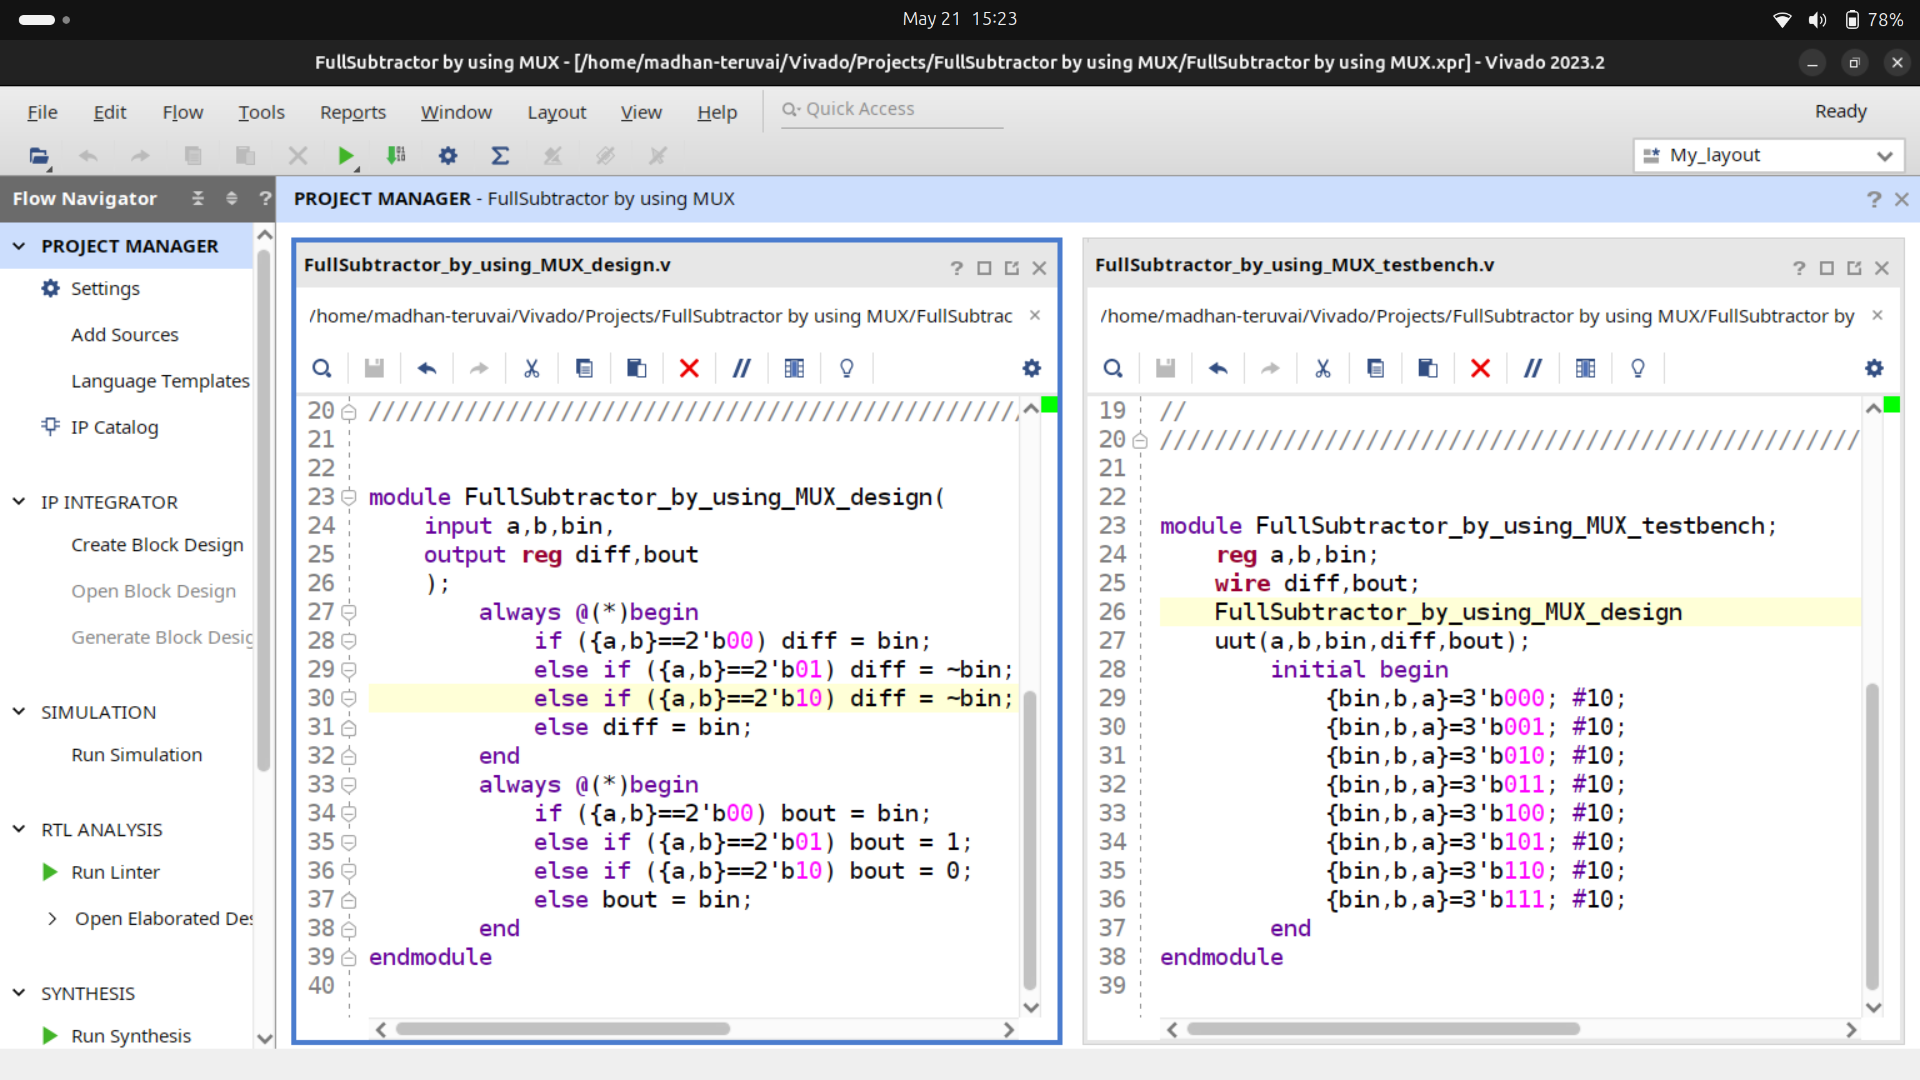 May 21 15:23
78%
FullSubtractor by using MUX - [/home/madhan-teruvai/Vivado/Projects/FullSubtractor by using MUX/FullSubtractor by using MUX.xpr] - Vivado 2023.2
File Edit Flow Tools Reports Window Layout View Help Quick Access
Ready
My_layout
Flow Navigator
PROJECT MANAGER - FullSubtractor by using MUX
PROJECT MANAGER
Settings
Add Sources
Language Templates
IP Catalog
IP INTEGRATOR
Create Block Design
Open Block Design
Generate Block Desig
SIMULATION
Run Simulation
RTL ANALYSIS
Run Linter
Open Elaborated Des
SYNTHESIS
Run Synthesis
FullSubtractor_by_using_MUX_design.v
/home/madhan-teruvai/Vivado/Projects/FullSubtractor by using MUX/FullSubtrac
20 ////////////////////////////////////////////////
21
22
23 module FullSubtractor_by_using_MUX_design(
24 input a,b,bin,
25 output reg diff,bout
26 );
27 always @(*)begin
28 if ({a,b}==2'b00) diff = bin;
29 else if ({a,b}==2'b01) diff = ~bin;
30 else if ({a,b}==2'b10) diff = ~bin;
31 else diff = bin;
32 end
33 always @(*)begin
34 if ({a,b}==2'b00) bout = bin;
35 else if ({a,b}==2'b01) bout = 1;
36 else if ({a,b}==2'b10) bout = 0;
37 else bout = bin;
38 end
39 endmodule
40
FullSubtractor_by_using_MUX_testbench.v
/home/madhan-teruvai/Vivado/Projects/FullSubtractor by using MUX/FullSubtractor by
19 //
20 ///////////////////////////////////////////////////
21
22
23 module FullSubtractor_by_using_MUX_testbench;
24 reg a,b,bin;
25 wire diff,bout;
26 FullSubtractor_by_using_MUX_design
27 uut(a,b,bin,diff,bout);
28 initial begin
29 {bin,b,a}=3'b000; #10;
30 {bin,b,a}=3'b001; #10;
31 {bin,b,a}=3'b010; #10;
32 {bin,b,a}=3'b011; #10;
33 {bin,b,a}=3'b100; #10;
34 {bin,b,a}=3'b101; #10;
35 {bin,b,a}=3'b110; #10;
36 {bin,b,a}=3'b111; #10;
37 end
38 endmodule
39